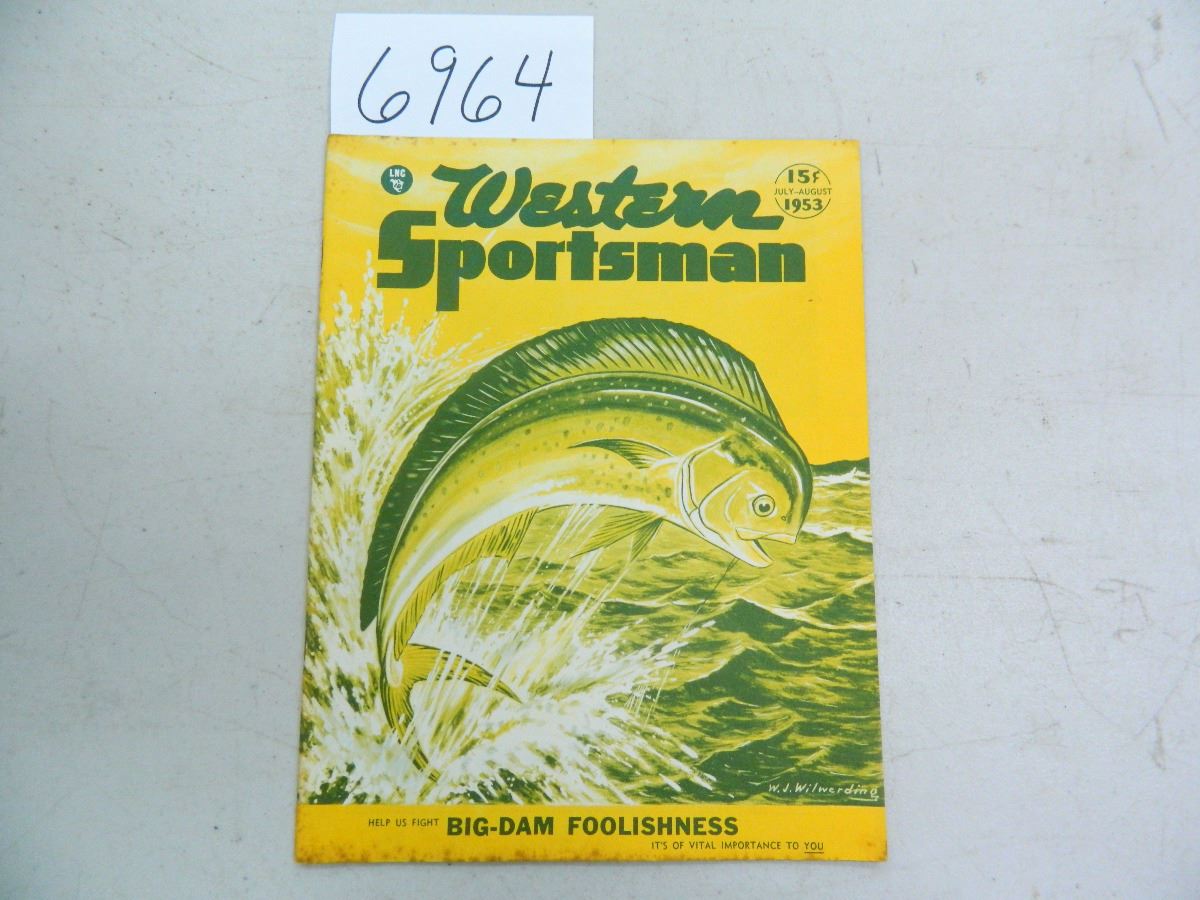 6964
LNG
Western
Sportsman
15¢
JULY-AUGUST
1953
W.J. Wilwerding
HELP US FIGHT BIG-DAM FOOLISHNESS
IT'S OF VITAL IMPORTANCE TO YOU